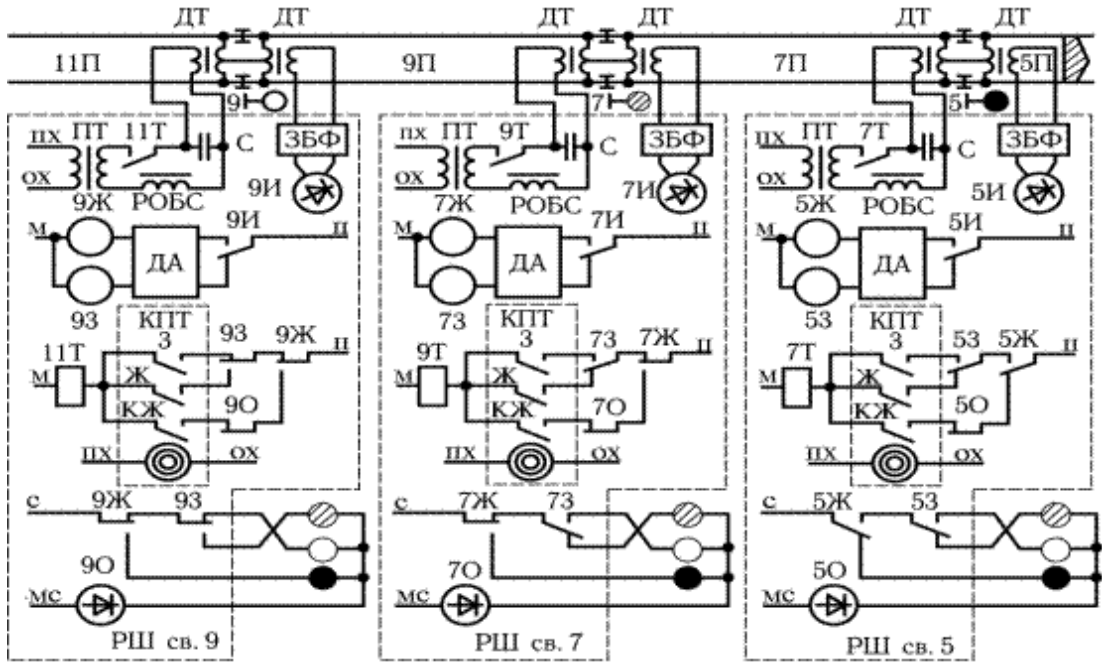 ДТ ДТ ДТ ДТ ДТ ДТ
11П 9П 7П 5П
9 7 5
ПХ ПТ 11Т С ЗБФ ПХ ПТ 9Т С ЗБФ ПХ ПТ 7Т С ЗБФ
ОХ РОБС 9И ОХ РОБС 7И ОХ РОБС 5И
9Ж 9И 7Ж 7И 5Ж 5И
М ДА П М ДА П М ДА П
9З 7З 5З
КПТ КПТ КПТ
11Т З 9З 9Ж П 9Т З 7З 7Ж П 7Т З 5З 5Ж П
М Ж М Ж М Ж
КЖ 9О КЖ 7О КЖ 5О
ПХ ОХ ПХ ОХ ПХ ОХ
С 9Ж 9З С 7Ж 7З С 5Ж 5З
9О 7О 5О
МС МС МС
РШ св. 9 РШ св. 7 РШ св. 5